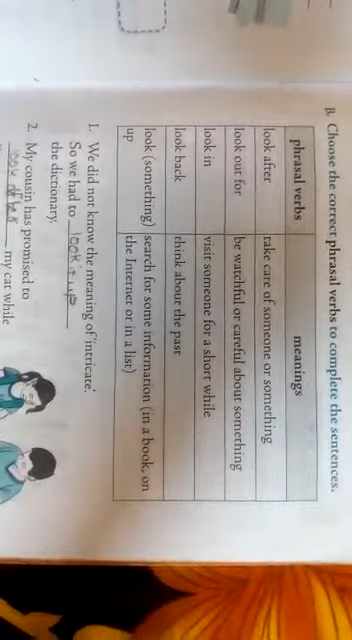 B. Choose the correct phrasal verbs to complete the sentences.
phrasal verbs meanings
look after take care of someone or something
look out for be watchful or careful about something
look in visit someone for a short while
look back think about the past
look (something) up search for some information (in a book, on the Internet or in a list)
1. We did not know the meaning of 'intricate'.
So we had to look it up
the dictionary.
2. My cousin has promised to
look after my cat while